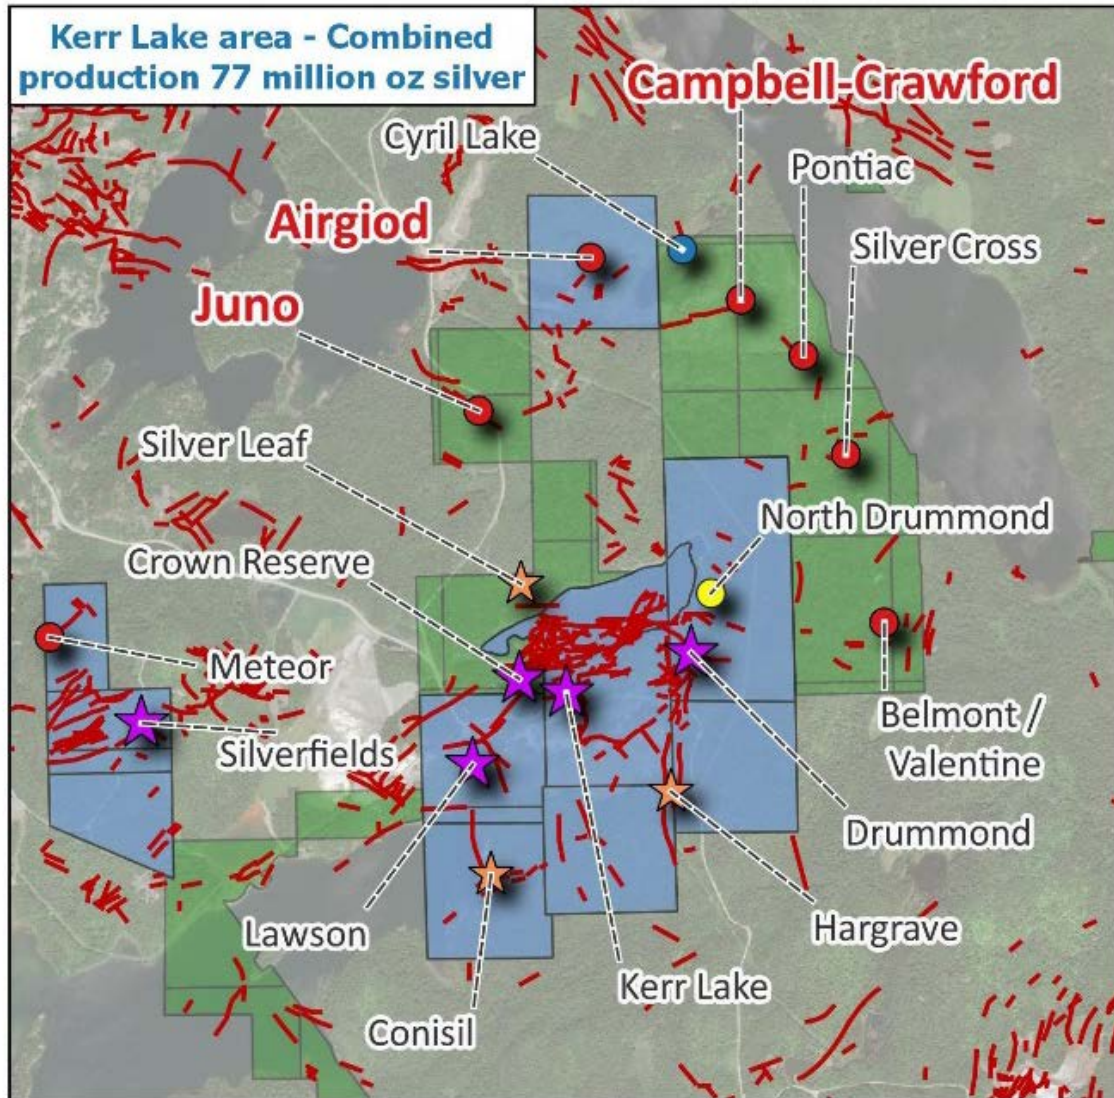 Kerr Lake area - Combined
production 77 million oz silver
Campbell-Crawford
Cyril Lake
Pontiac
Airgiod
Silver Cross
Juno
Silver Leaf
North Drummond
Crown Reserve
Meteor
Belmont /
Valentine
Silverfields
Drummond
Lawson
Hargrave
Kerr Lake
Conisil